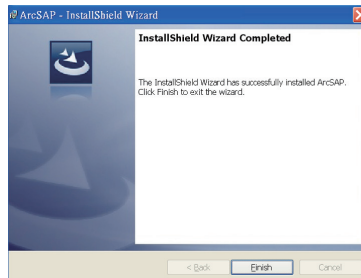 ArcSAP - InstallShield Wizard
InstallShield Wizard Completed
The InstallShield Wizard has successfully installed ArcSAP.
Click Finish to exit the wizard.
< Back
Finish
Cancel